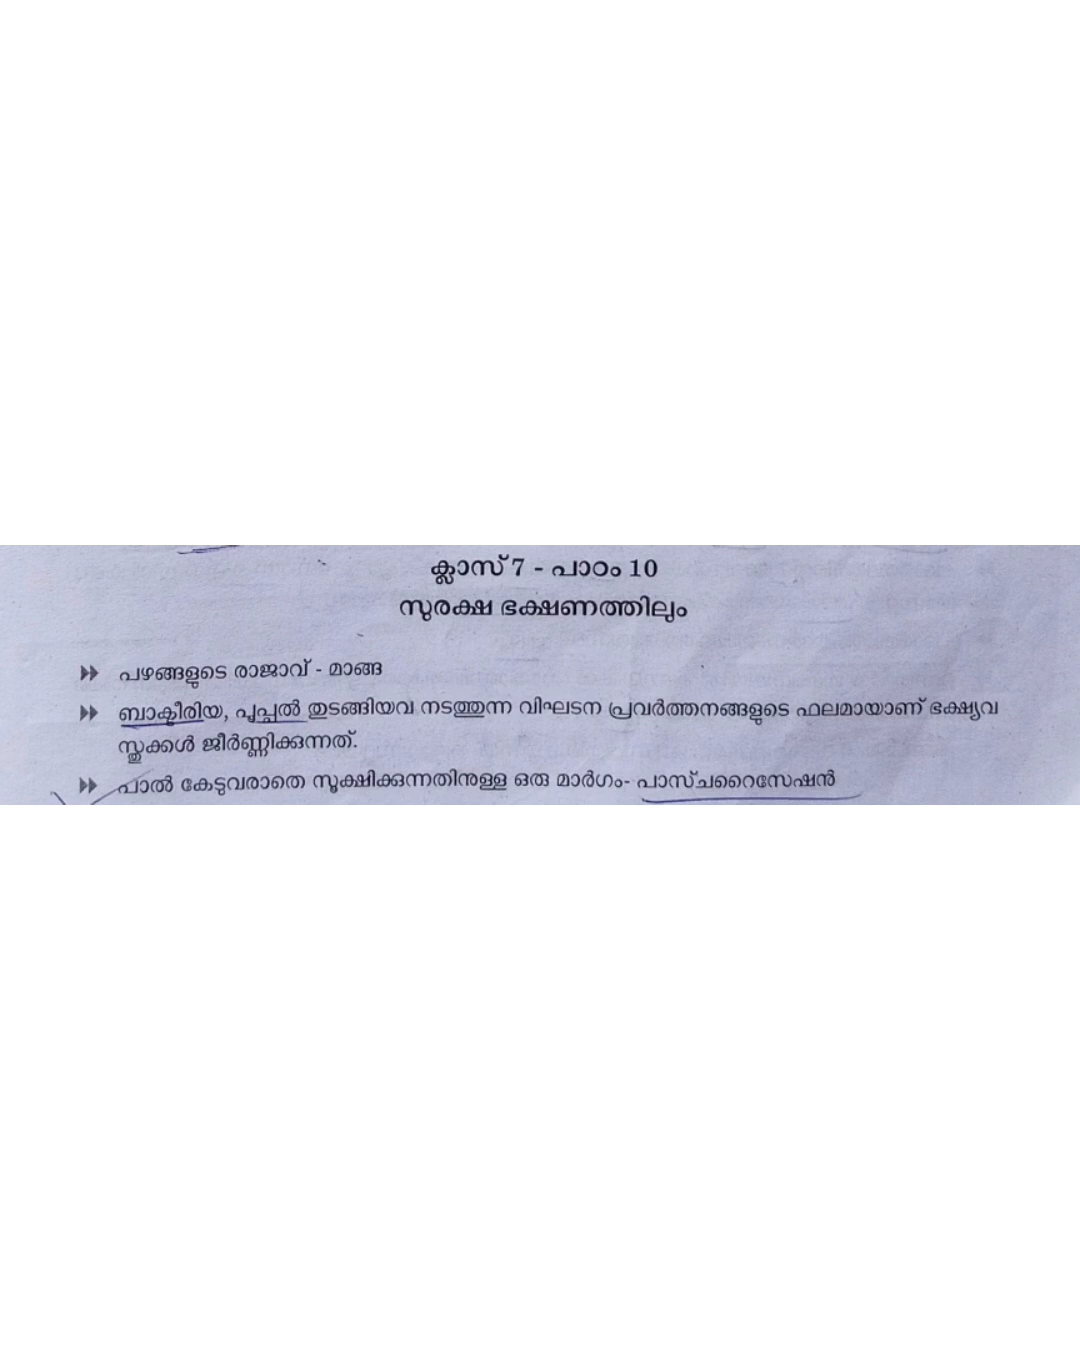 ക്ലാസ് 7 - പാഠം 10
സുരക്ഷ ഭക്ഷണത്തിലും
പഴങ്ങളുടെ രാജാവ് - മാങ്ങ
ബാക്ടീരിയ, പൂപ്പൽ തുടങ്ങിയവ നടത്തുന്ന വിഘടന പ്രവർത്തനങ്ങളുടെ ഫലമായാണ് ഭക്ഷ്യവ
സ്തുക്കൾ ജീർണ്ണിക്കുന്നത്.
പാൽ കേടുവരാതെ സൂക്ഷിക്കുന്നതിനുള്ള ഒരു മാർഗം- പാസ്ചറൈസേഷൻ